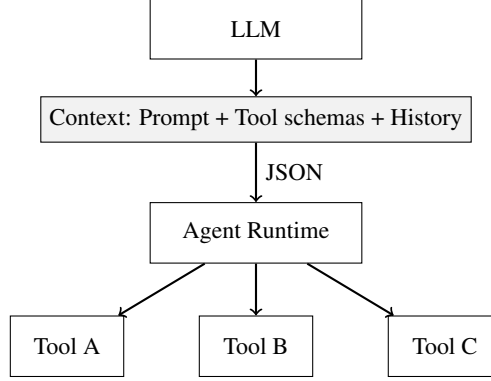 LLM
Context: Prompt + Tool schemas + History
JSON
Agent Runtime
Tool A
Tool B
Tool C